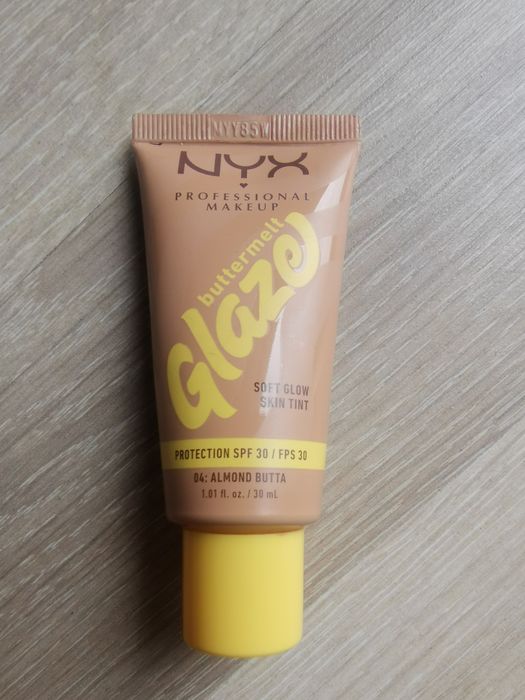 NYX
PROFESSIONAL
MAKEUP
buttermelt
Glaze
SOFT GLOW
SKIN TINT
PROTECTION SPF 30 / FPS 30
04: ALMOND BUTTA
1.01 fl. oz. / 30 mL